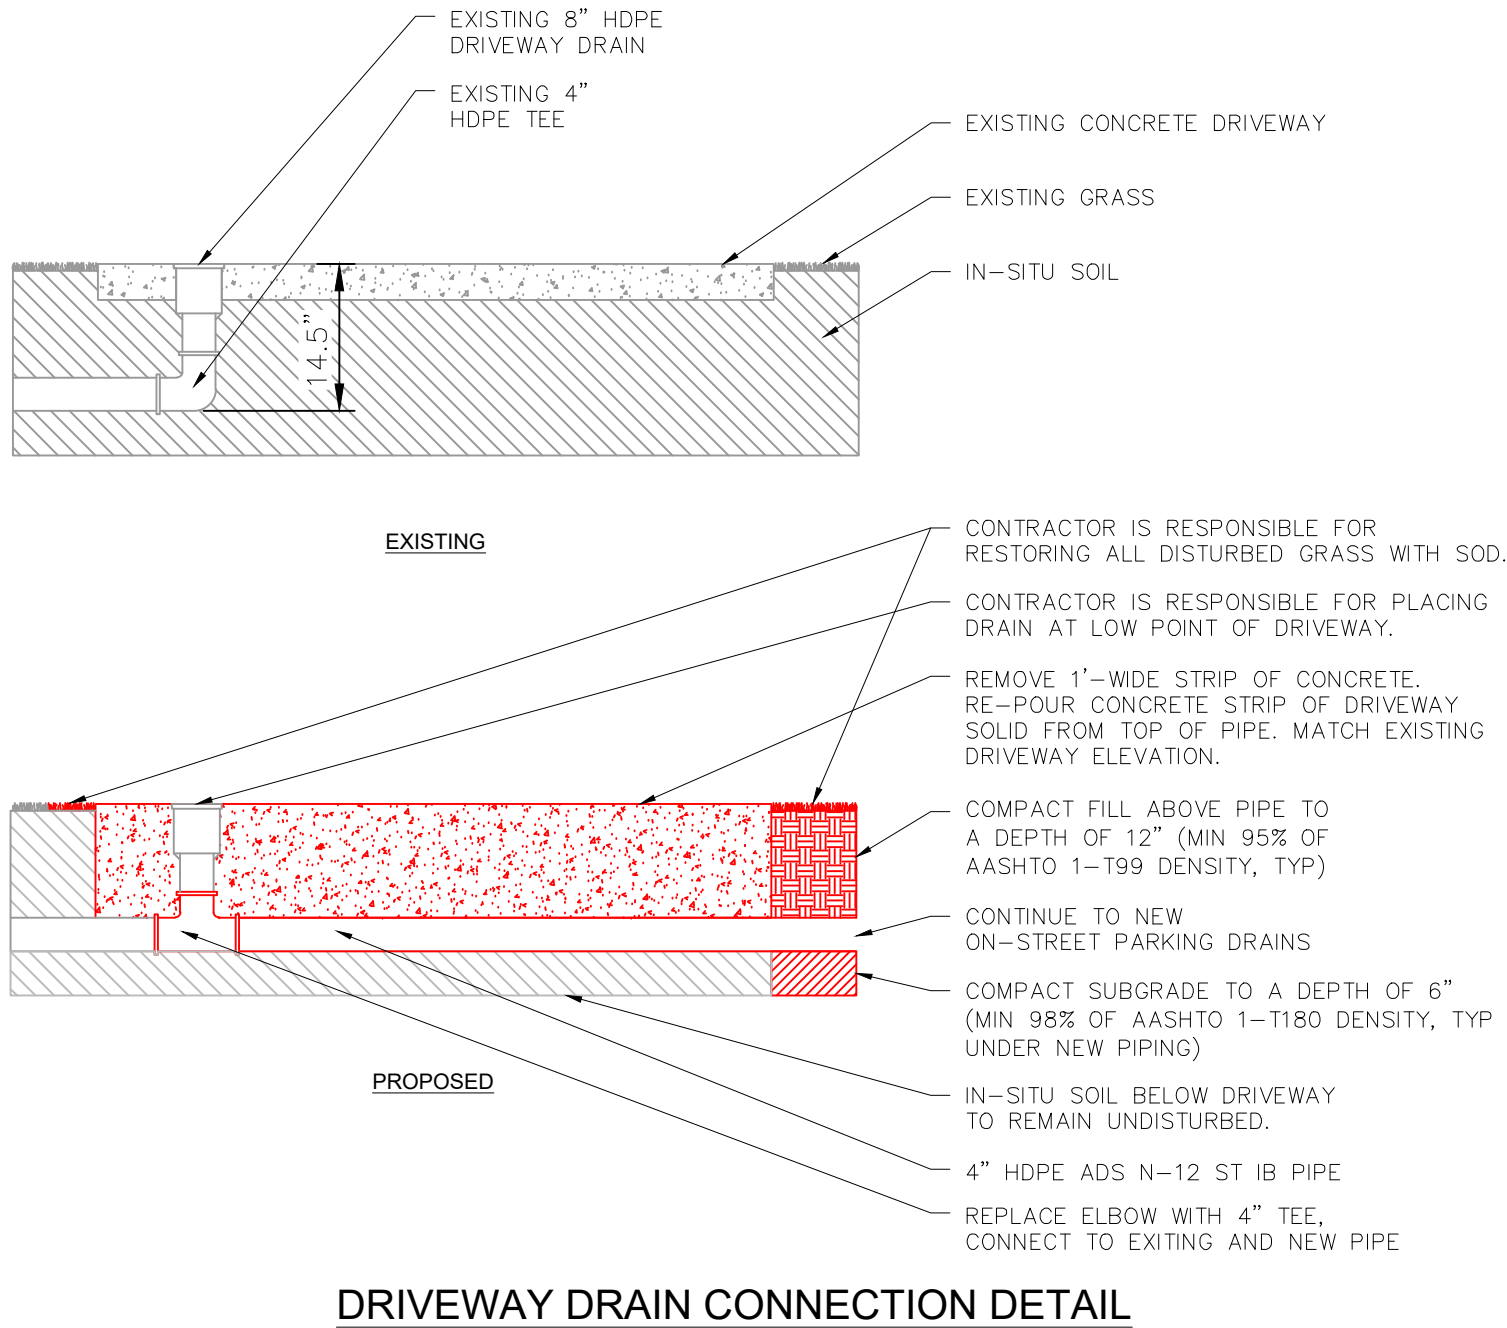 EXISTING 8” HDPE
DRIVEWAY DRAIN
EXISTING 4”
HDPE TEE
EXISTING CONCRETE DRIVEWAY
EXISTING GRASS
IN-SITU SOIL
14.5”
EXISTING
CONTRACTOR IS RESPONSIBLE FOR
RESTORING ALL DISTURBED GRASS WITH SOD.
CONTRACTOR IS RESPONSIBLE FOR PLACING
DRAIN AT LOW POINT OF DRIVEWAY.
REMOVE 1’-WIDE STRIP OF CONCRETE.
RE-POUR CONCRETE STRIP OF DRIVEWAY
SOLID FROM TOP OF PIPE. MATCH EXISTING
DRIVEWAY ELEVATION.
COMPACT FILL ABOVE PIPE TO
A DEPTH OF 12” (MIN 95% OF
AASHTO 1-T99 DENSITY, TYP)
CONTINUE TO NEW
ON-STREET PARKING DRAINS
COMPACT SUBGRADE TO A DEPTH OF 6”
(MIN 98% OF AASHTO 1-T180 DENSITY, TYP
UNDER NEW PIPING)
IN-SITU SOIL BELOW DRIVEWAY
TO REMAIN UNDISTURBED.
4” HDPE ADS N-12 ST IB PIPE
REPLACE ELBOW WITH 4” TEE,
CONNECT TO EXITING AND NEW PIPE
PROPOSED
DRIVEWAY DRAIN CONNECTION DETAIL